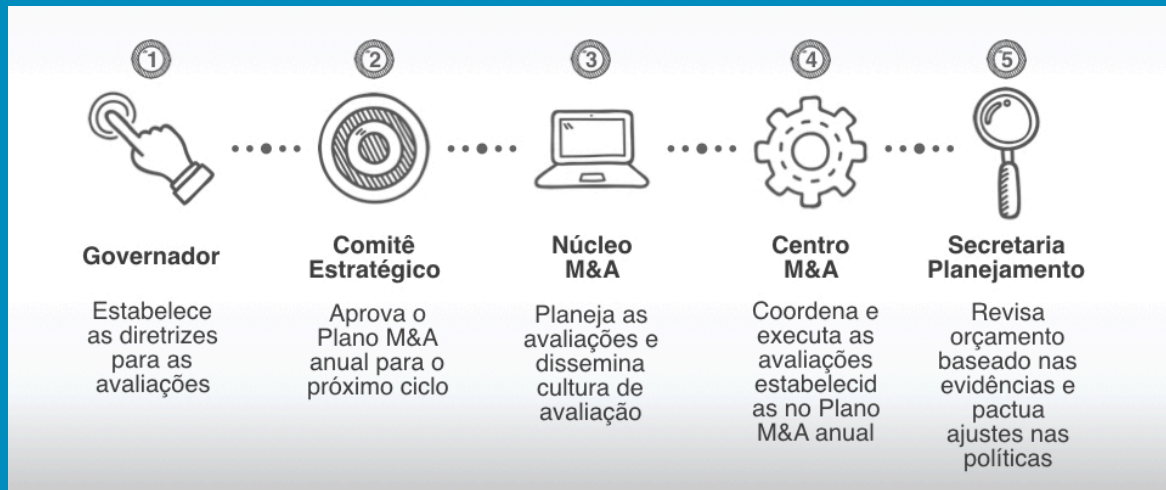 1
Governador
Estabelece
as diretrizes
para as
avaliações
2
Comitê
Estratégico
Aprova o
Plano M&A
anual para o
próximo ciclo
3
Núcleo
M&A
Planeja as
avaliações e
dissemina
cultura de
avaliação
4
Centro
M&A
Coordena e
executa as
avaliações
estabelecid
as no Plano
M&A anual
5
Secretaria
Planejamento
Revisa
orçamento
baseado nas
evidências e
pactua
ajustes nas
políticas